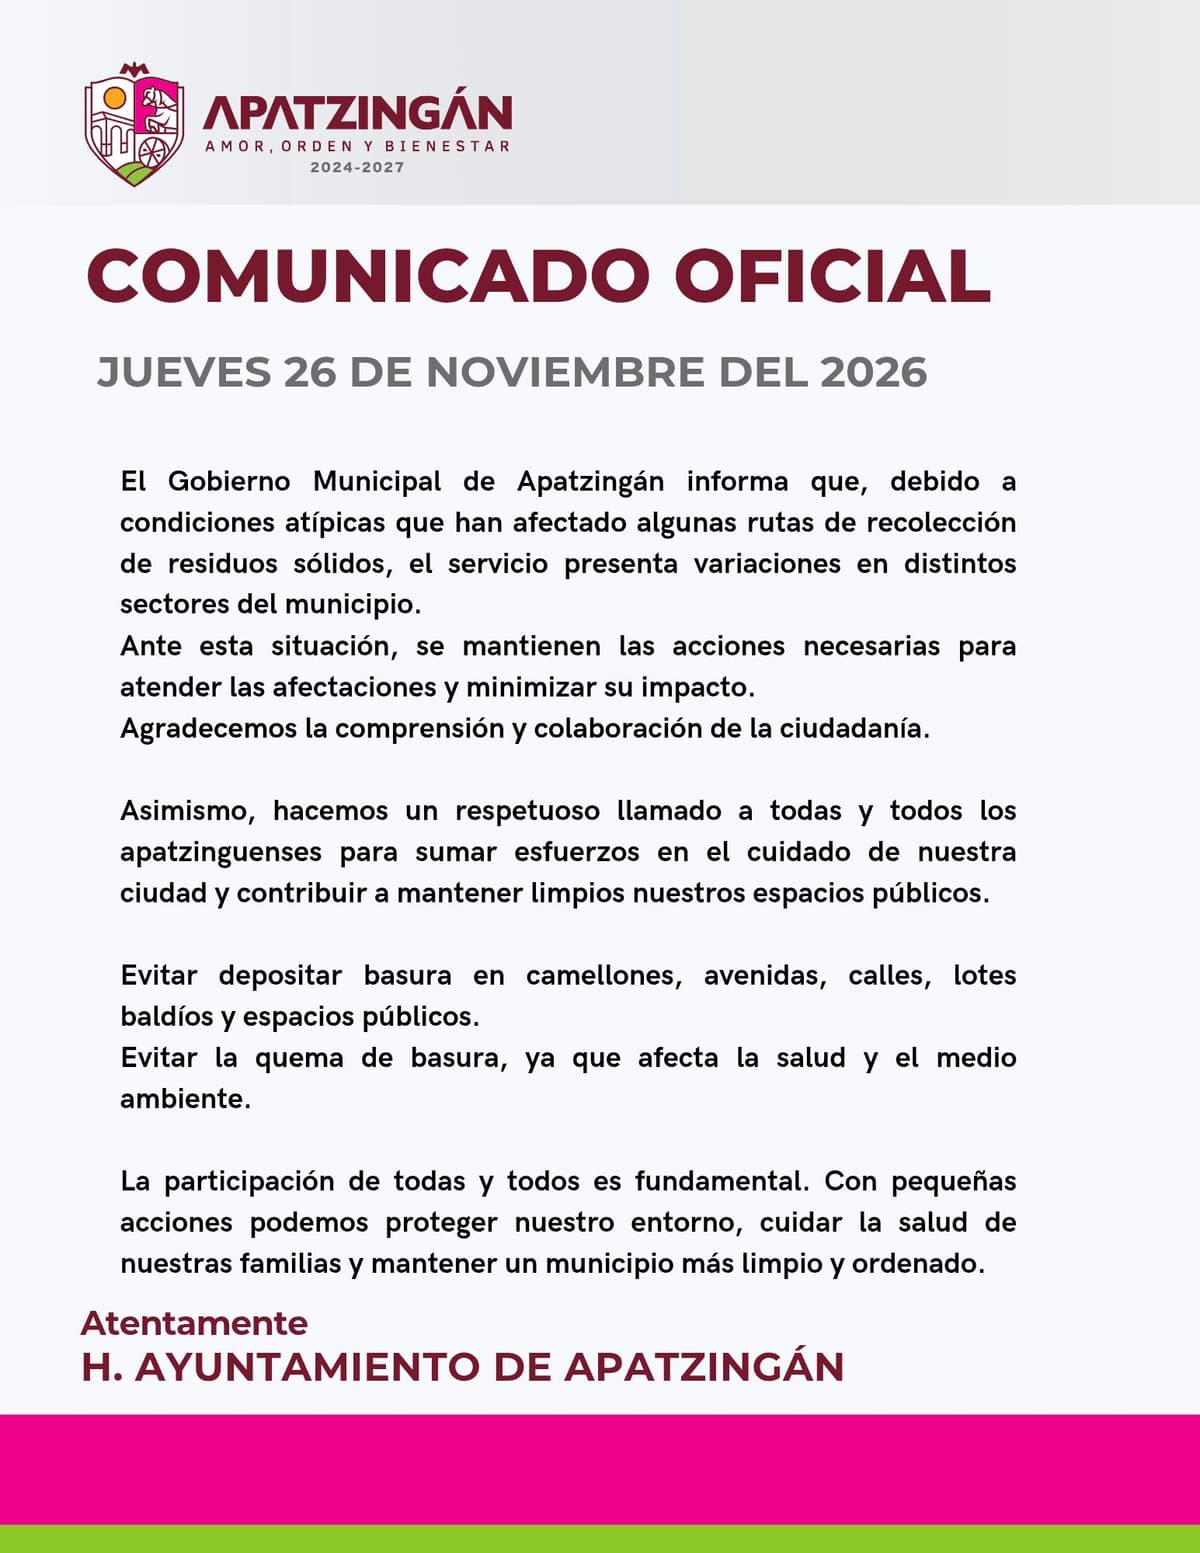 APATZINGÁN
AMOR, ORDEN Y BIENESTAR
2024-2027
COMUNICADO OFICIAL
JUEVES 26 DE NOVIEMBRE DEL 2026
El Gobierno Municipal de Apatzingán informa que, debido a
condiciones atípicas que han afectado algunas rutas de recolección
de residuos sólidos, el servicio presenta variaciones en distintos
sectores del municipio.
Ante esta situación, se mantienen las acciones necesarias para
atender las afectaciones y minimizar su impacto.
Agradecemos la comprensión y colaboración de la ciudadanía.
Asimismo, hacemos un respetuoso llamado a todas y todos los
apatzinguenses para sumar esfuerzos en el cuidado de nuestra
ciudad y contribuir a mantener limpios nuestros espacios públicos.
Evitar depositar basura en camellones, avenidas, calles, lotes
baldíos y espacios públicos.
Evitar la quema de basura, ya que afecta la salud y el medio
ambiente.
La participación de todas y todos es fundamental. Con pequeñas
acciones podemos proteger nuestro entorno, cuidar la salud de
nuestras familias y mantener un municipio más limpio y ordenado.
Atentamente
H. AYUNTAMIENTO DE APATZINGÁN